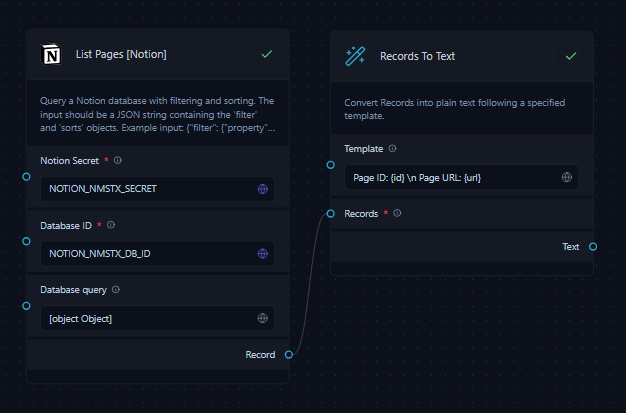 List Pages [Notion]
Query a Notion database with filtering and sorting. The
input should be a JSON string containing the 'filter'
and 'sorts' objects. Example input: {"filter": {"property"...
Notion Secret *
NOTION_NMSTX_SECRET
Database ID *
NOTION_NMSTX_DB_ID
Database query
[object Object]
Record
Records To Text
Convert Records into plain text following a specified
template.
Template
Page ID: {id} \n Page URL: {url}
Records *
Text